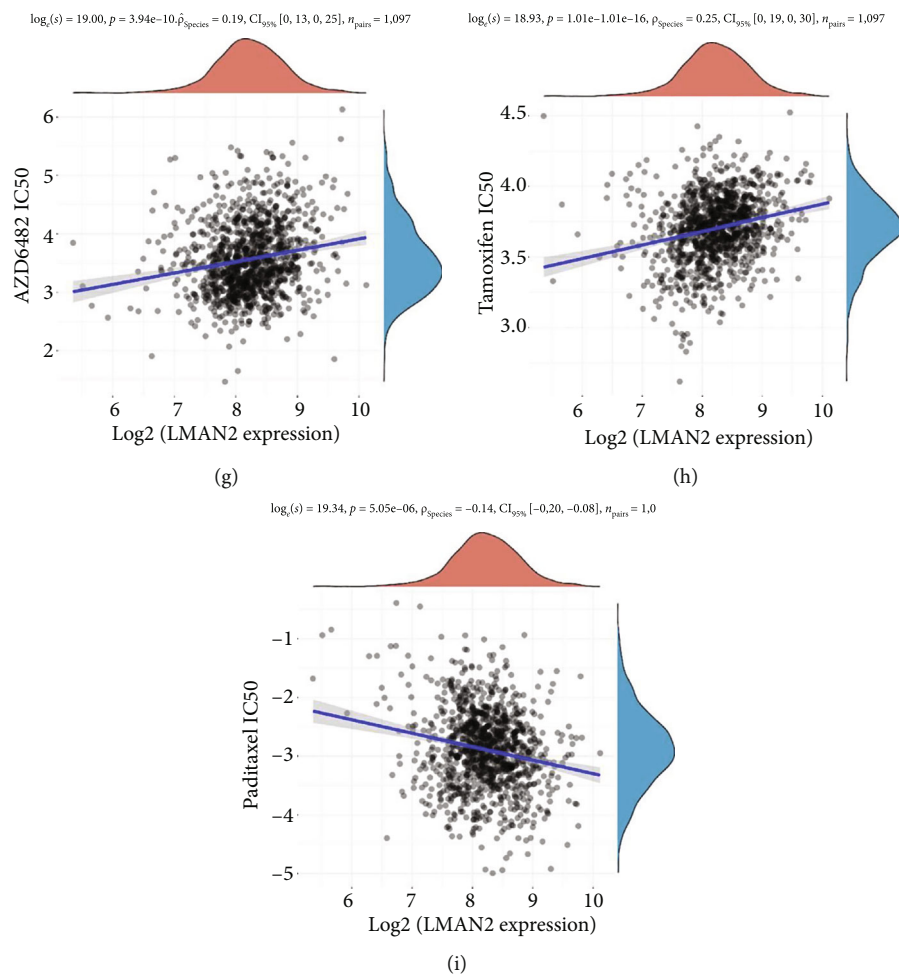 logₑ(s) = 19.00, p = 3.94e–10, ρ̂Species = 0.19, CI95% [0, 13, 0, 25], npairs = 1,097
6
5
4
3
2
AZD6482 IC50
6 7 8 9 10
Log2 (LMAN2 expression)
(g)
logₑ(s) = 18.93, p = 1.01e–1.01e–16, ρSpecies = 0.25, CI95% [0, 19, 0, 30], npairs = 1,097
4.5
4.0
3.5
3.0
Tamoxifen IC50
6 7 8 9 10
Log2 (LMAN2 expression)
(h)
logₑ(s) = 19.34, p = 5.05e–06, ρSpecies = –0.14, CI95% [–0,20, –0.08], npairs = 1,0
–1
–2
–3
–4
–5
Paditaxel IC50
6 7 8 9 10
Log2 (LMAN2 expression)
(i)